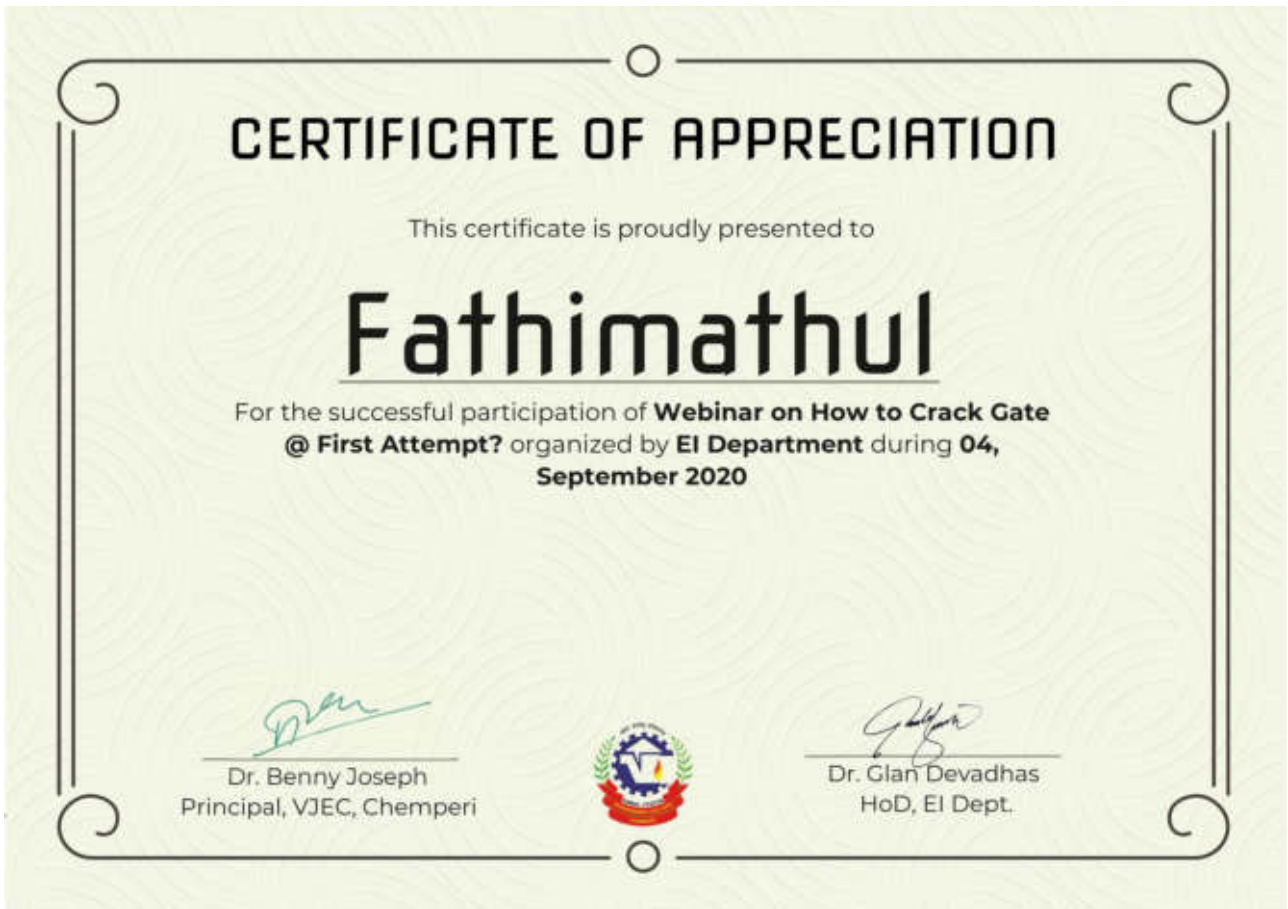 CERTIFICATE OF APPRECIATION
This certificate is proudly presented to
Fathimathul
For the successful participation of Webinar on How to Crack Gate
@ First Attempt? organized by EI Department during 04,
September 2020
Dr. Benny Joseph
Principal, VJEC, Chemperi
Dr. Glan Devadhas
HoD, EI Dept.